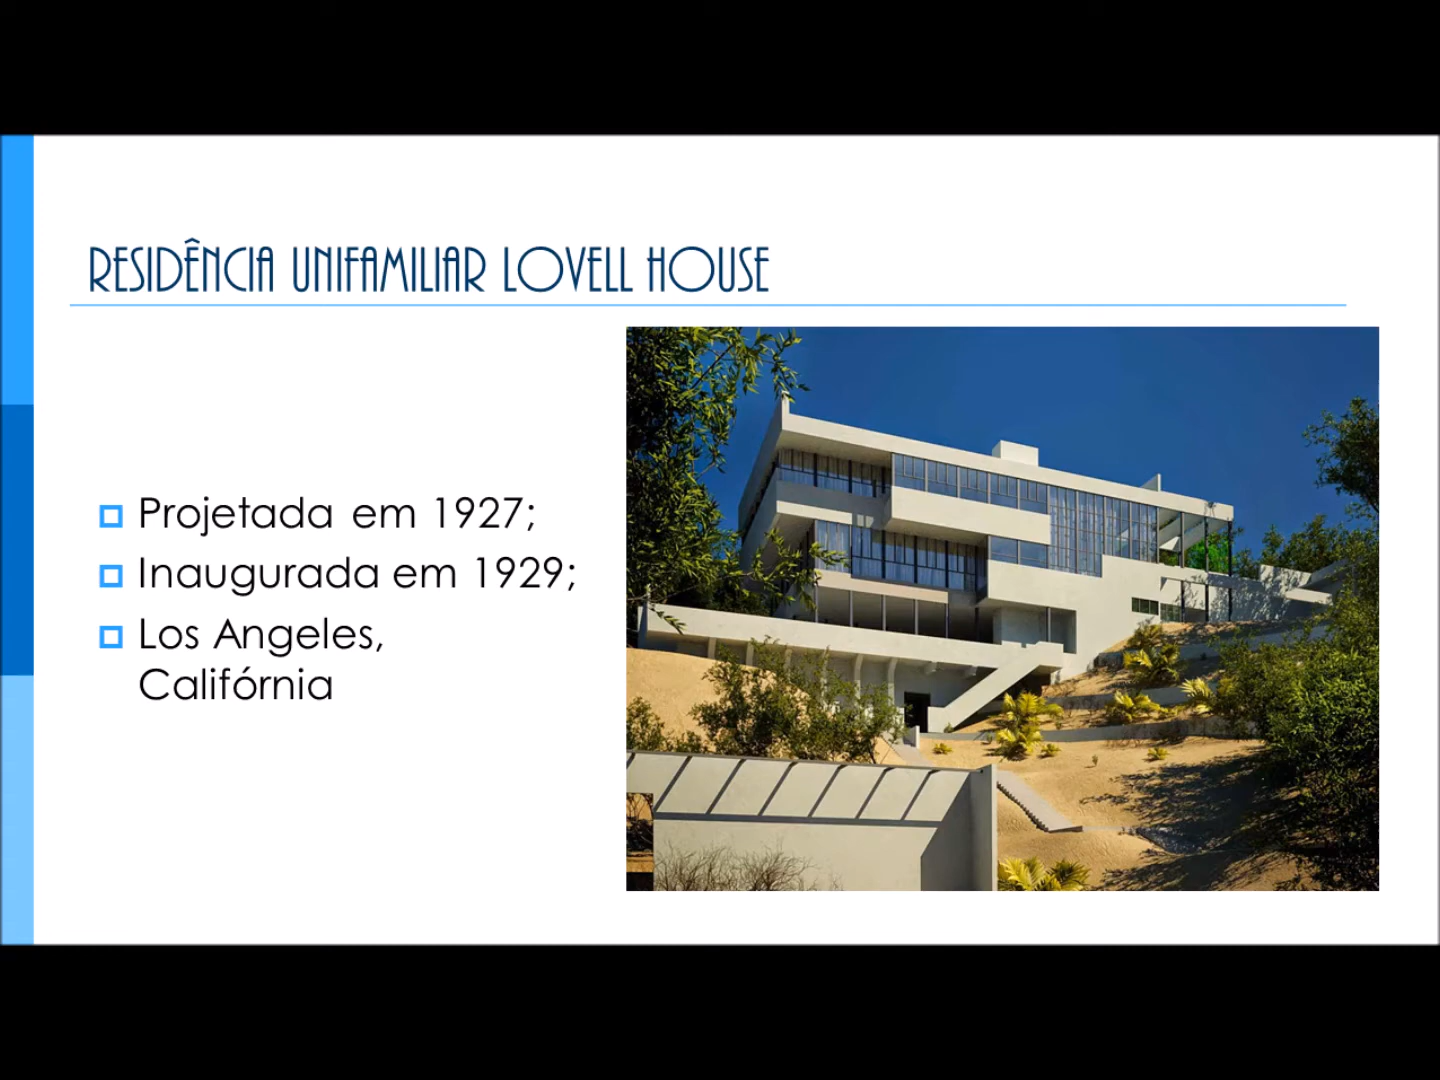 RESIDÊNCIA UNIFAMILIAR LOVELL HOUSE
Projetada em 1927;
Inaugurada em 1929;
Los Angeles,
Califórnia